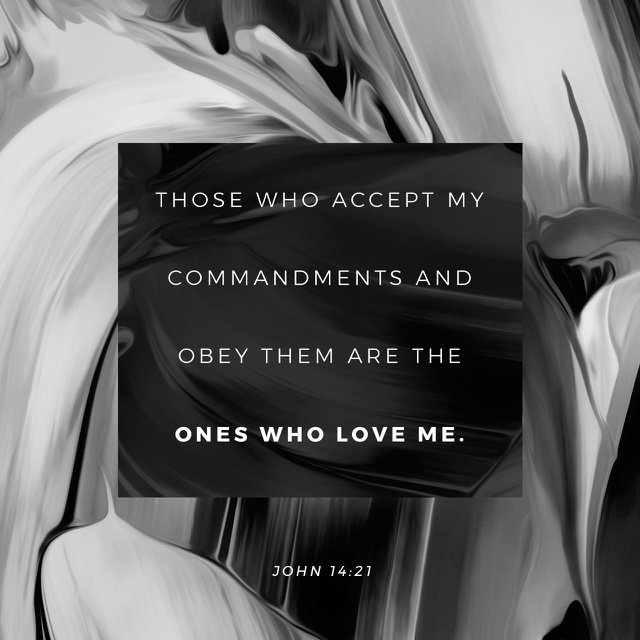 THOSE WHO ACCEPT MY
COMMANDMENTS AND
OBEY THEM ARE THE
ONES WHO LOVE ME.
JOHN 14:21